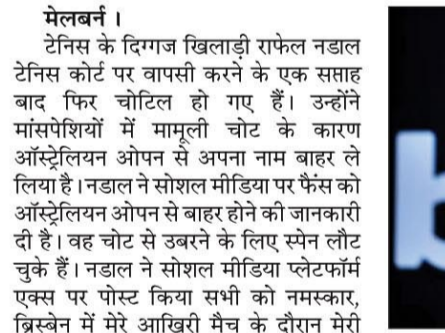 मेलबर्न ।
टेनिस के दिग्गज खिलाड़ी राफेल नडाल
टेनिस कोर्ट पर वापसी करने के एक सप्ताह
बाद फिर चोटिल हो गए हैं। उन्होंने
मांसपेशियों में मामूली चोट के कारण
ऑस्ट्रेलियन ओपन से अपना नाम बाहर ले
लिया है। नडाल ने सोशल मीडिया पर फैंस को
ऑस्ट्रेलियन ओपन से बाहर होने की जानकारी
दी है। वह चोट से उबरने के लिए स्पेन लौट
चुके हैं। नडाल ने सोशल मीडिया प्लेटफॉर्म
एक्स पर पोस्ट किया सभी को नमस्कार,
ब्रिस्बेन में मेरे आखिरी मैच के दौरान मेरी